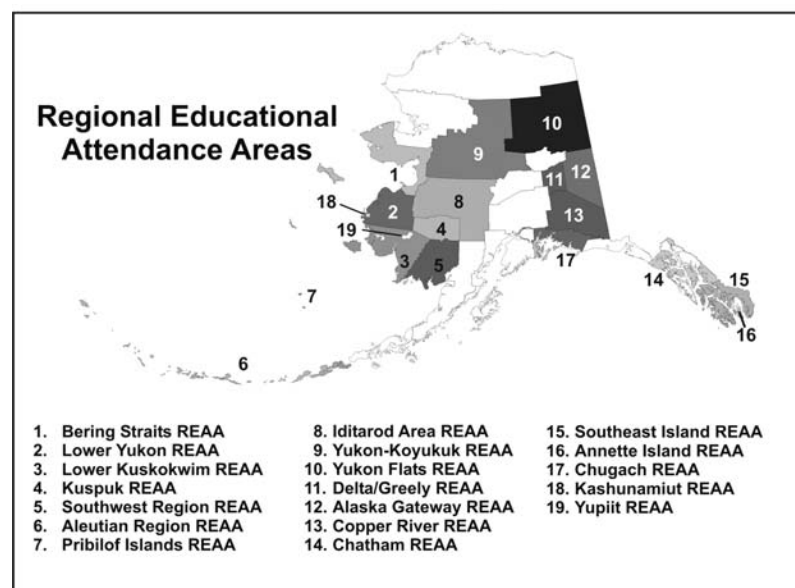 Regional Educational
Attendance Areas
10
9
1
12
11
18
2
8
13
19
4
3
5
17
14
15
7
16
6
1. Bering Straits REAA
2. Lower Yukon REAA
3. Lower Kuskokwim REAA
4. Kuspuk REAA
5. Southwest Region REAA
6. Aleutian Region REAA
7. Pribilof Islands REAA
8. Iditarod Area REAA
9. Yukon-Koyukuk REAA
10. Yukon Flats REAA
11. Delta/Greely REAA
12. Alaska Gateway REAA
13. Copper River REAA
14. Chatham REAA
15. Southeast Island REAA
16. Annette Island REAA
17. Chugach REAA
18. Kashunamiut REAA
19. Yupiit REAA